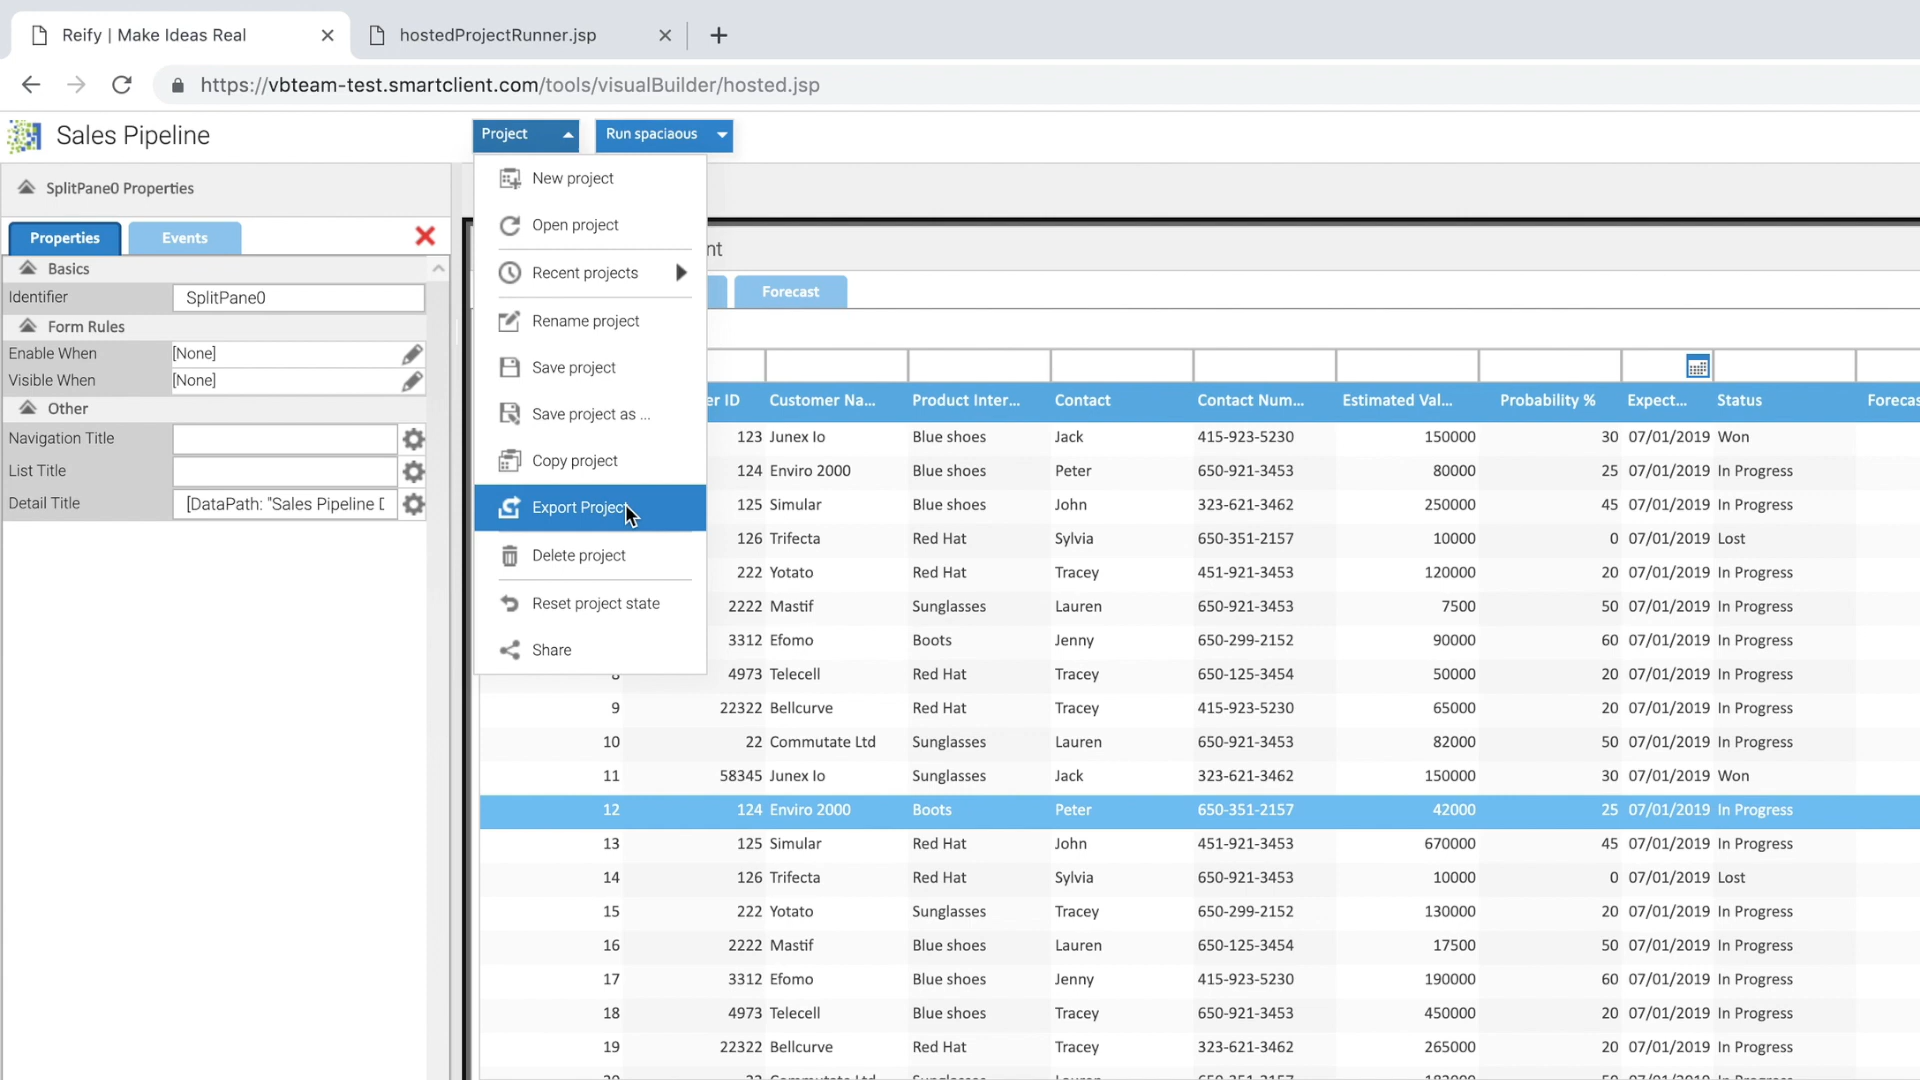 Reify | Make Ideas Real
hostedProjectRunner.jsp
https://vbteam-test.smartclient.com/tools/visualBuilder/hosted.jsp
Sales Pipeline
Project
Run spaciaous
SplitPane0 Properties
Properties
Events
Basics
Identifier SplitPane0
Form Rules
Enable When [None]
Visible When [None]
Other
Navigation Title
List Title
Detail Title [DataPath: "Sales Pipeline D
New project
Open project
Recent projects
Rename project
Save project
Save project as ...
Copy project
Export Project
Delete project
Reset project state
Share
nt
Forecast
er ID Customer Na... Product Inter... Contact Contact Num... Estimated Val... Probability % Expect... Status Forecas
123 Junex Io Blue shoes Jack 415-923-5230 150000 30 07/01/2019 Won
124 Enviro 2000 Blue shoes Peter 650-921-3453 80000 25 07/01/2019 In Progress
125 Simular Blue shoes John 323-621-3462 250000 45 07/01/2019 In Progress
126 Trifecta Red Hat Sylvia 650-351-2157 10000 0 07/01/2019 Lost
222 Yotato Red Hat Tracey 451-921-3453 120000 20 07/01/2019 In Progress
2222 Mastif Sunglasses Lauren 650-921-3453 7500 50 07/01/2019 In Progress
3312 Efomo Boots Jenny 650-299-2152 90000 60 07/01/2019 In Progress
8 4973 Telecell Red Hat Tracey 650-125-3454 50000 20 07/01/2019 In Progress
9 22322 Bellcurve Red Hat Tracey 415-923-5230 65000 20 07/01/2019 In Progress
10 22 Commutate Ltd Sunglasses Lauren 650-921-3453 82000 50 07/01/2019 In Progress
11 58345 Junex Io Sunglasses Jack 323-621-3462 150000 30 07/01/2019 Won
12 124 Enviro 2000 Boots Peter 650-351-2157 42000 25 07/01/2019 In Progress
13 125 Simular Red Hat John 451-921-3453 670000 45 07/01/2019 In Progress
14 126 Trifecta Red Hat Sylvia 650-921-3453 10000 0 07/01/2019 Lost
15 222 Yotato Sunglasses Tracey 650-299-2152 130000 20 07/01/2019 In Progress
16 2222 Mastif Blue shoes Lauren 650-125-3454 17500 50 07/01/2019 In Progress
17 3312 Efomo Blue shoes Jenny 415-923-5230 190000 60 07/01/2019 In Progress
18 4973 Telecell Blue shoes Tracey 650-921-3453 450000 20 07/01/2019 In Progress
19 22322 Bellcurve Red Hat Tracey 323-621-3462 265000 20 07/01/2019 In Progress